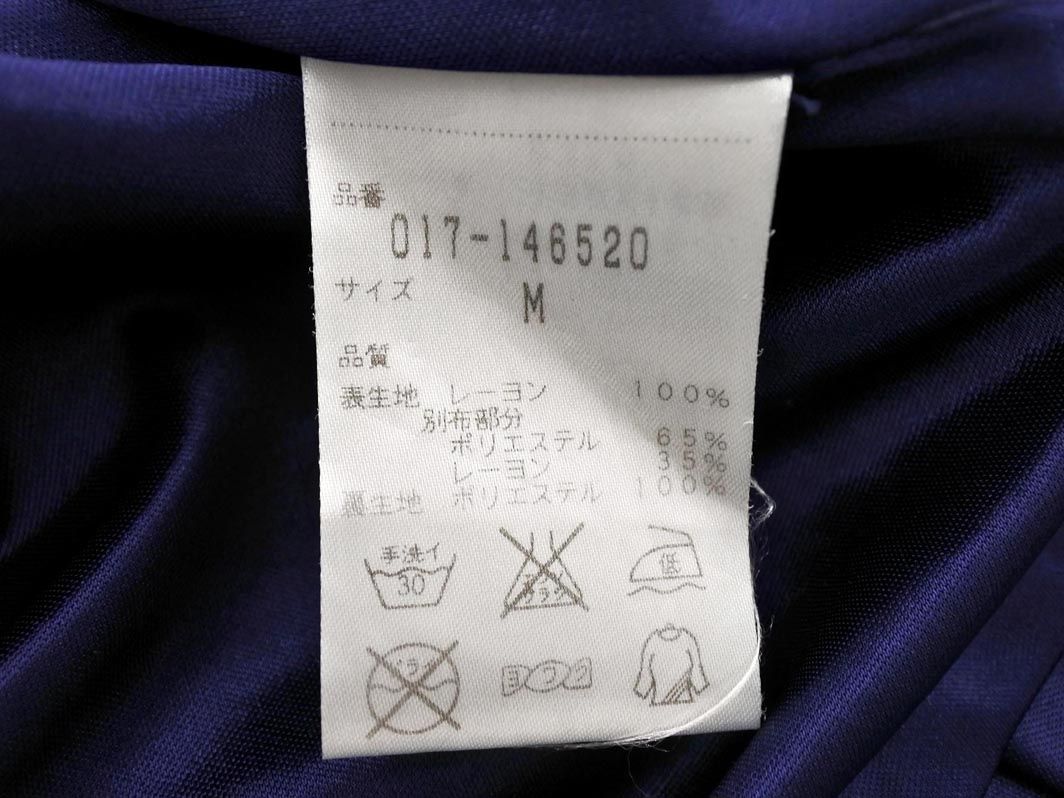 品番
017-146520
サイズ M
品質
表生地 レーヨン 100%
別布部分
ポリエステル 65%
レーヨン 35%
裏生地 ポリエステル 100%
手洗イ
30
低